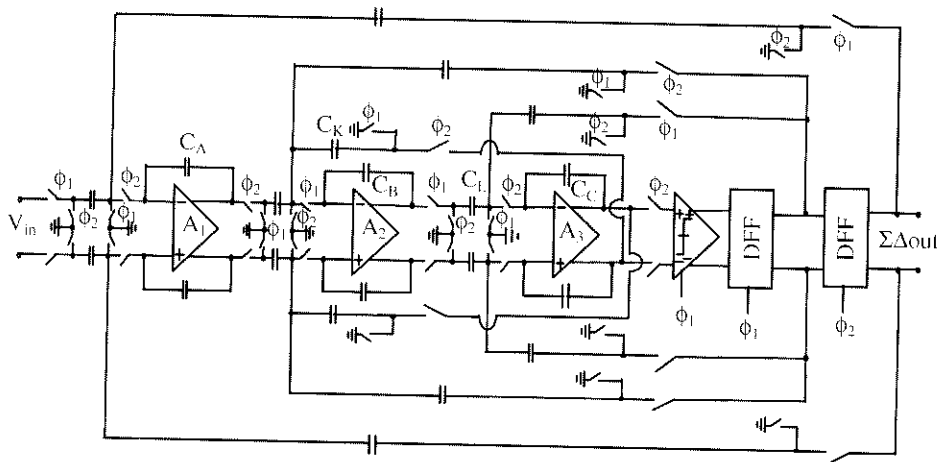 ϕ2 ϕ1
ϕ1 ϕ2
CK ϕ1 ϕ2 ϕ2 ϕ1
CA
ϕ1 ϕ2 ϕ2 ϕ1 CB ϕ1 CL ϕ2 CC ϕ2
Vin ϕ2 ϕ1 A1 ϕ1 ϕ2 A2 ϕ2 ϕ1 A3 DFF DFF ΣΔout
ϕ1 ϕ1 ϕ2